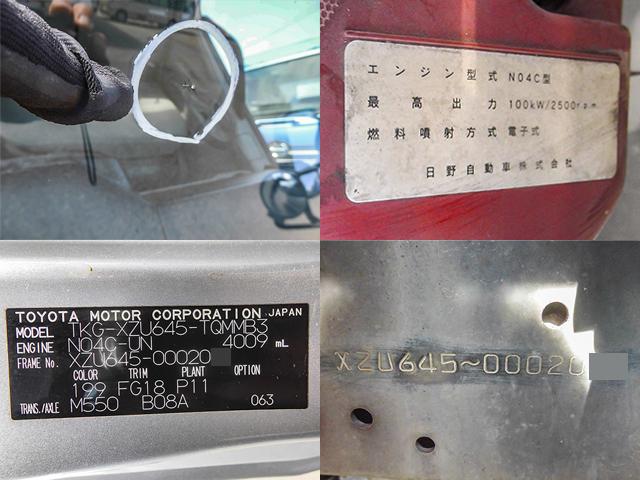 エンジン型式 N04C型
最高出力 100kW/2500r.p.m
燃料噴射方式 電子式
日野自動車株式会社
TOYOTA MOTOR CORPORATION JAPAN
MODEL TKG-XZU645-TQMMB3
ENGINE N04C-UN 4009 mL
FRAME No. XZU645-00020
COLOR TRIM PLANT OPTION
199 FG18 P11
TRANS./AXLE M550 B08A 063
XZU645~00020